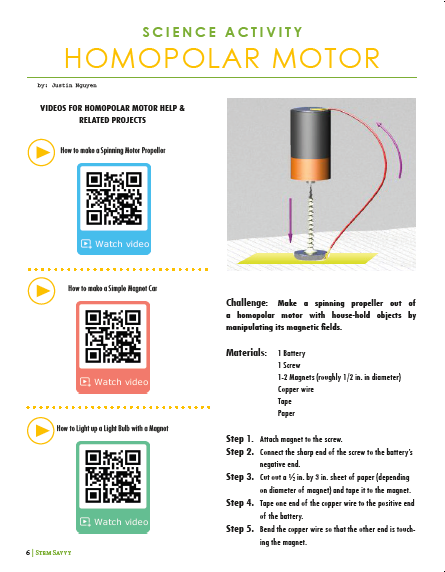 SCIENCE ACTIVITY
HOMOPOLAR MOTOR
by: Justin Nguyen
VIDEOS FOR HOMOPOLAR MOTOR HELP &
RELATED PROJECTS
How to make a Spinning Motor Propeller
Watch video
How to make a Simple Magnet Car
Watch video
How to Light up a Light Bulb with a Magnet
Watch video
Challenge: Make a spinning propeller out of
a homopolar motor with house-hold objects by
manipulating its magnetic fields.
Materials: 1 Battery
1 Screw
1-2 Magnets (roughly 1/2 in. in diameter)
Copper wire
Tape
Paper
Step 1. Attach magnet to the screw.
Step 2. Connect the sharp end of the screw to the battery's
negative end.
Step 3. Cut out a ½ in. by 3 in. sheet of paper (depending
on diameter of magnet) and tape it to the magnet.
Step 4. Tape one end of the copper wire to the positive end
of the battery.
Step 5. Bend the copper wire so that the other end is touch-
ing the magnet.
6 | STEM SAVVY